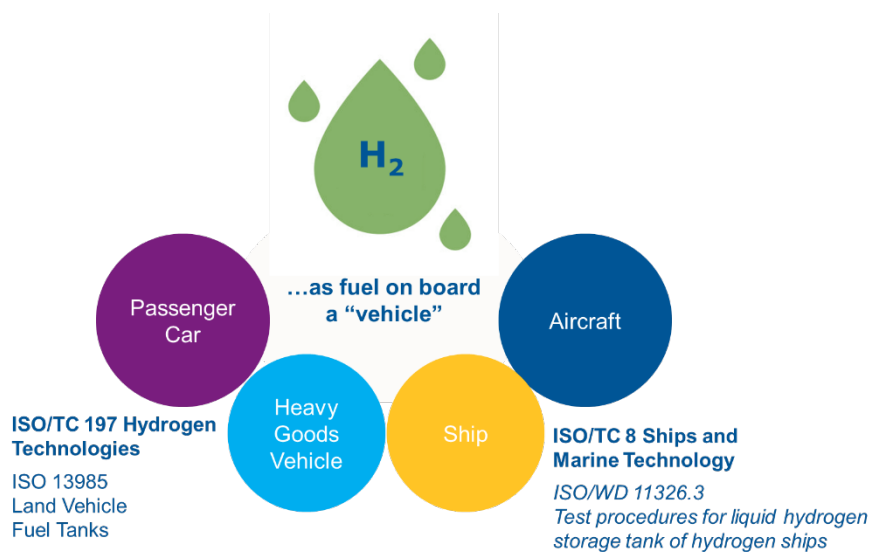 H₂
…as fuel on board
a “vehicle”
Passenger
Car
Aircraft
Heavy
Goods
Vehicle
Ship
ISO/TC 197 Hydrogen
Technologies
ISO 13985
Land Vehicle
Fuel Tanks
ISO/TC 8 Ships and
Marine Technology
ISO/WD 11326.3
Test procedures for liquid hydrogen
storage tank of hydrogen ships